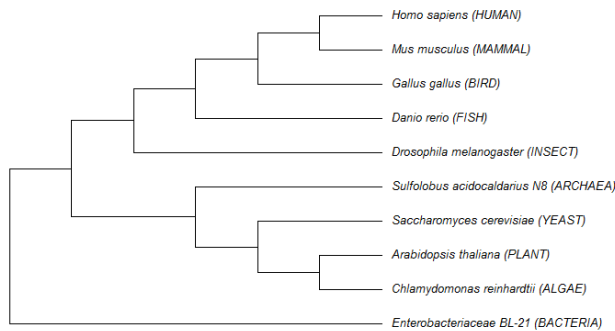 Homo sapiens (HUMAN)
Mus musculus (MAMMAL)
Gallus gallus (BIRD)
Danio rerio (FISH)
Drosophila melanogaster (INSECT)
Sulfolobus acidocaldarius N8 (ARCHAEA)
Saccharomyces cerevisiae (YEAST)
Arabidopsis thaliana (PLANT)
Chlamydomonas reinhardtii (ALGAE)
Enterobacteriaceae BL-21 (BACTERIA)